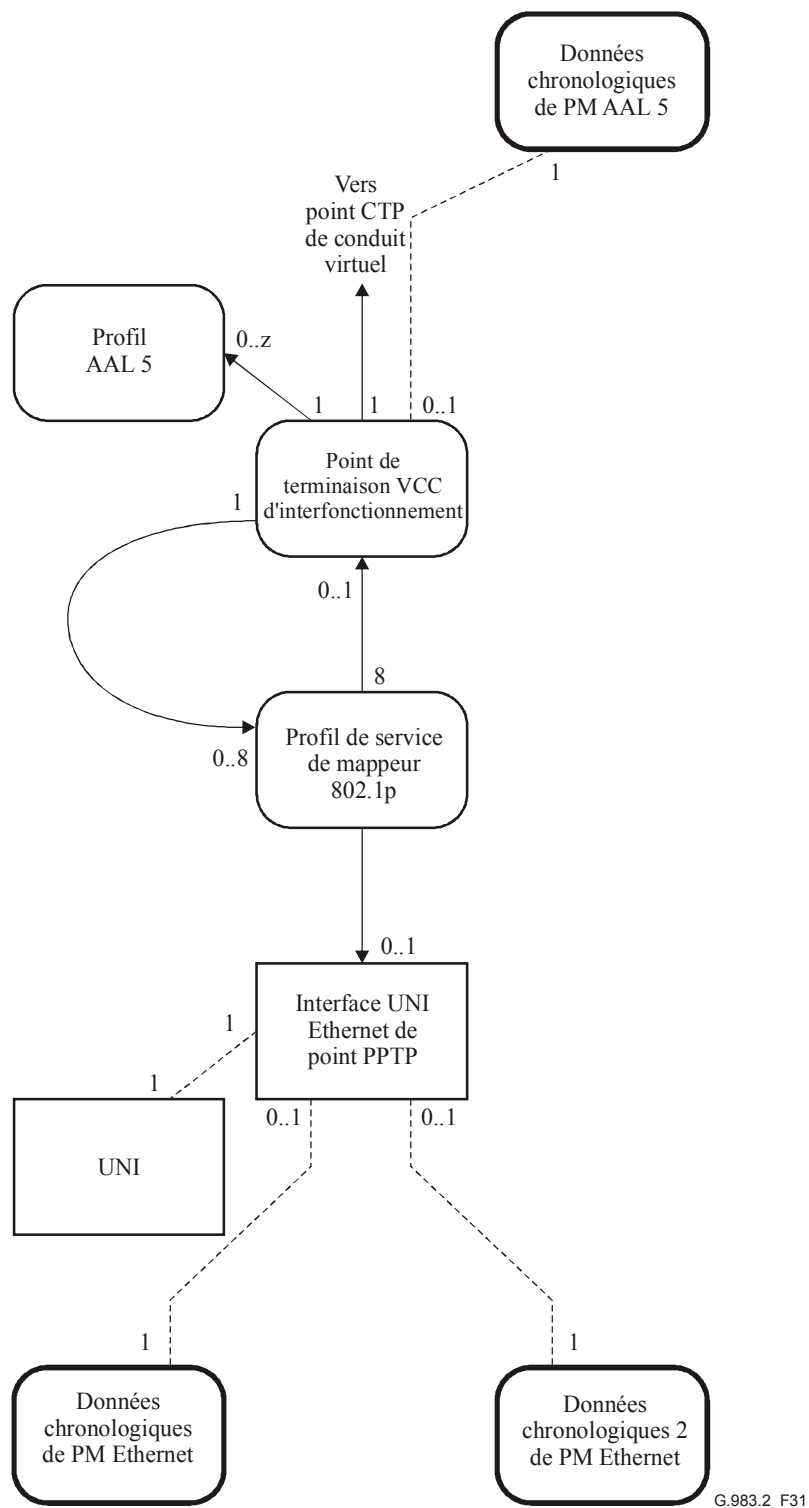 Données
chronologiques
de PM AAL 5
1
Vers
point CTP
de conduit
virtuel
Profil
AAL 5
0..z
1
1
0..1
Point de
terminaison VCC
d'interfonctionnement
1
0..1
8
Profil de service
de mappeur
802.1p
0..8
0..1
Interface UNI
Ethernet de
point PPTP
1
1
UNI
0..1
0..1
1
1
Données
chronologiques
de PM Ethernet
Données
chronologiques 2
de PM Ethernet
G.983.2_F31